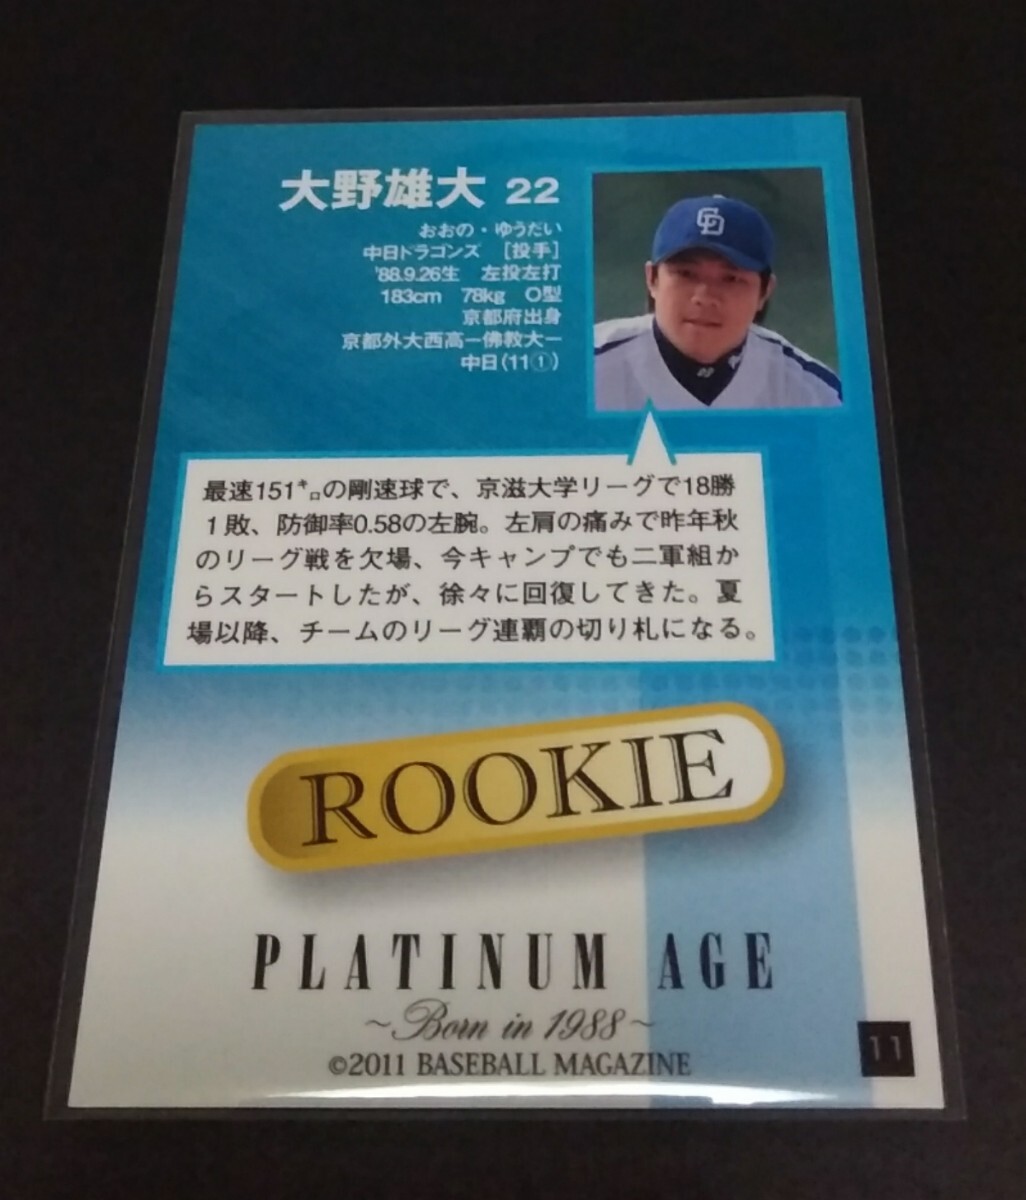 大野雄大 22
おおの・ゆうだい
中日ドラゴンズ [投手]
'88.9.26生 左投左打
183cm 78kg O型
京都府出身
京都外大西高ー佛教大ー
中日(11①)
最速151㌔の剛速球で、京滋大学リーグで18勝
1敗、防御率0.58の左腕。左肩の痛みで昨年秋
のリーグ戦を欠場、今キャンプでも二軍組か
らスタートしたが、徐々に回復してきた。夏
場以降、チームのリーグ連覇の切り札になる。
ROOKIE
PLATINUM AGE
~Born in 1988~
©2011 BASEBALL MAGAZINE
11